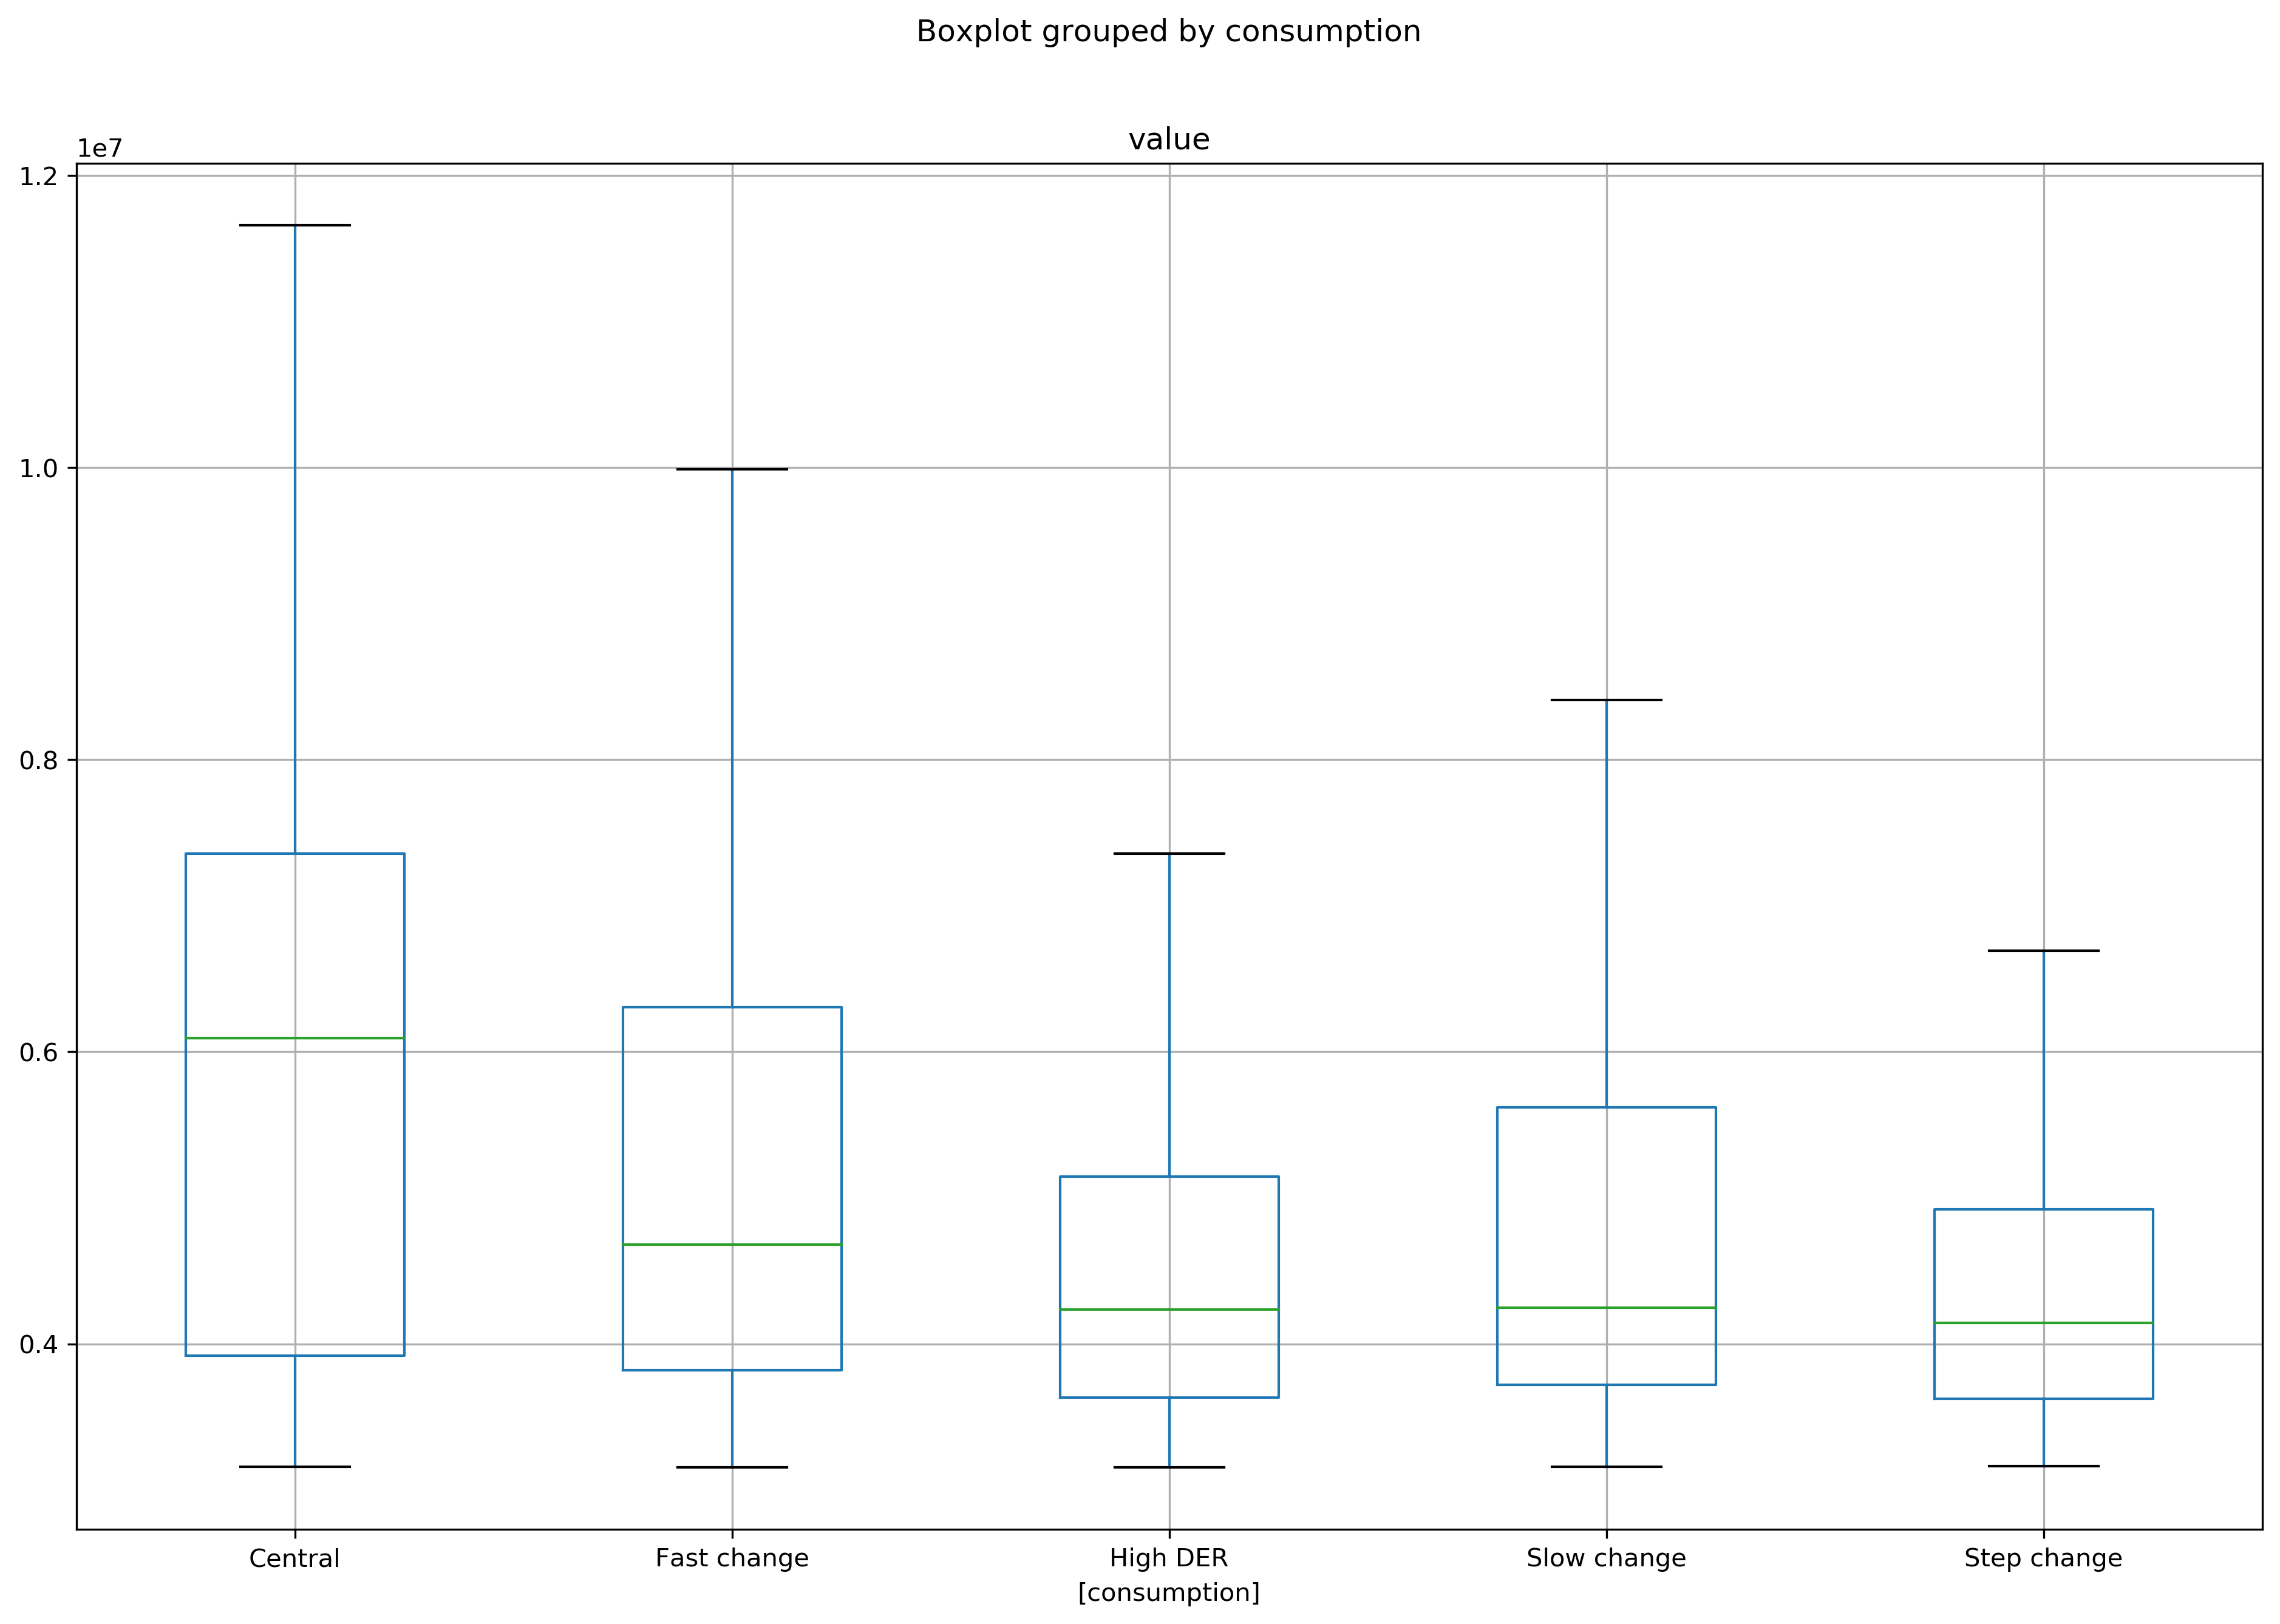 Boxplot grouped by consumption
value
1e7
1.2
1.0
0.8
0.6
0.4
Central Fast change High DER Slow change Step change
[consumption]